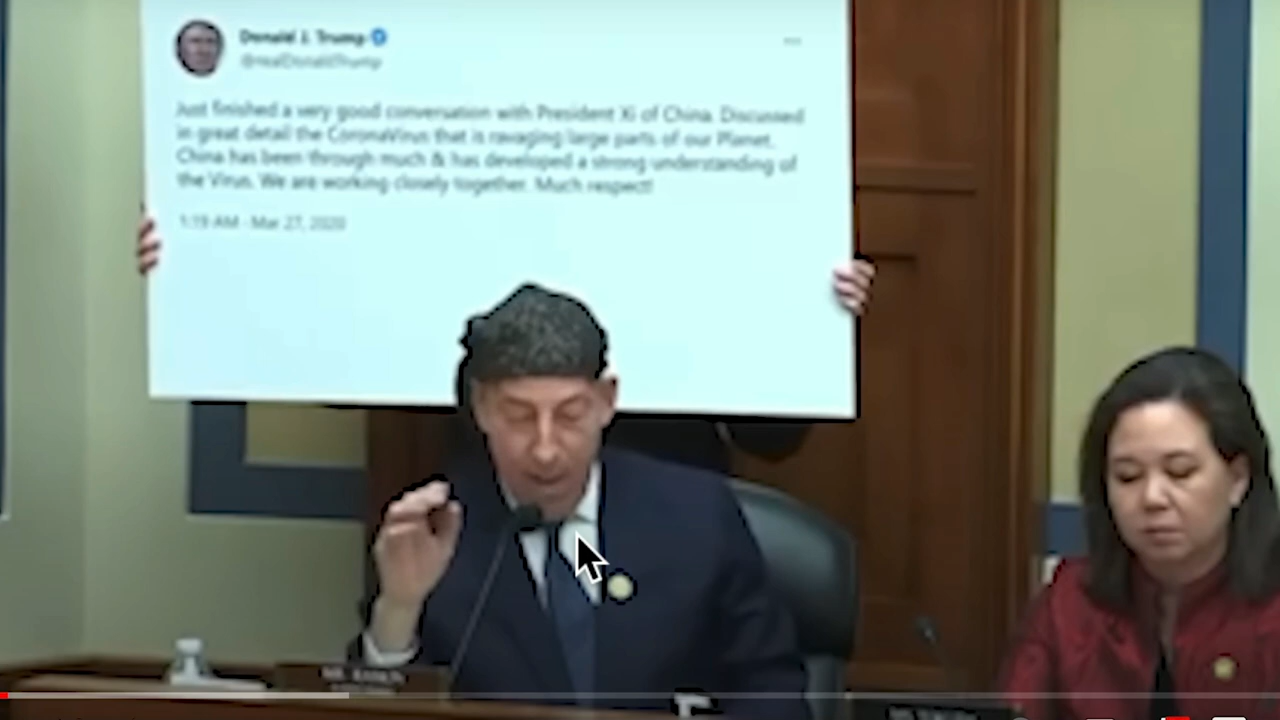 Donald J. Trump
@realDonaldTrump
Just finished a very good conversation with President Xi of China. Discussed
in great detail the CoronaVirus that is ravaging large parts of our Planet.
China has been through much & has developed a strong understanding of
the Virus. We are working closely together. Much respect!
1:19 AM - Mar 27, 2020
MR. RASKIN